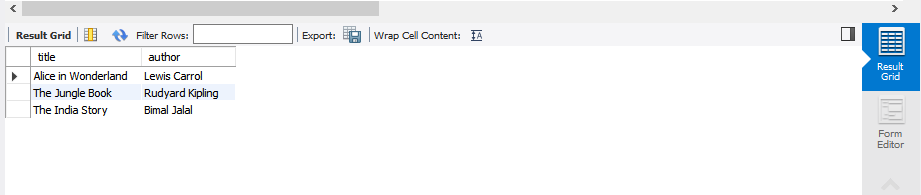 Result Grid Filter Rows: Export: Wrap Cell Content:
title author
Alice in Wonderland Lewis Carrol
The Jungle Book Rudyard Kipling
The India Story Bimal Jalal
Result
Grid
Form
Editor